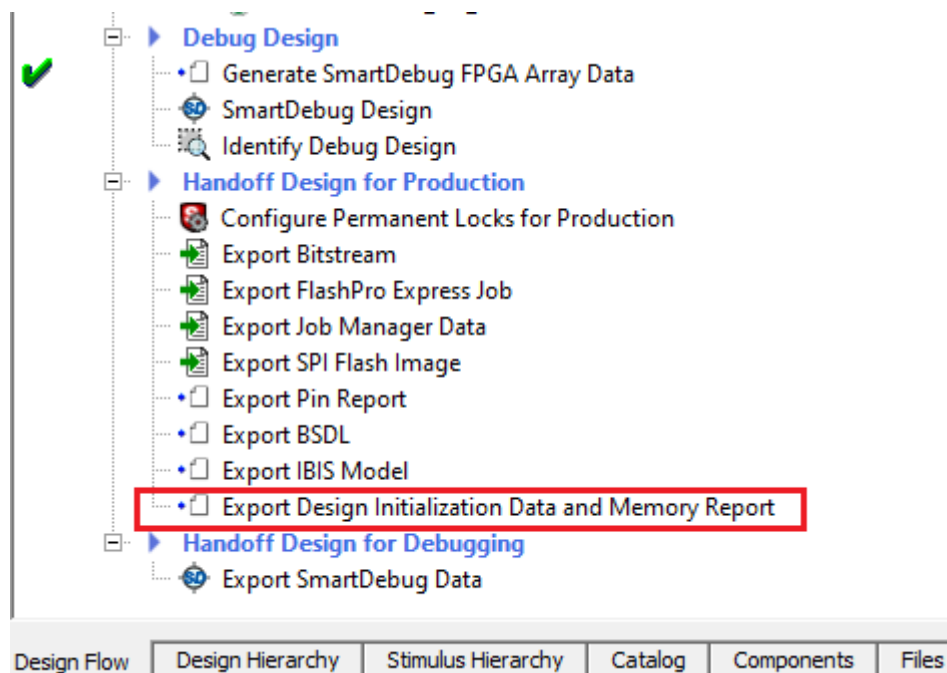 Debug Design
Generate SmartDebug FPGA Array Data
SmartDebug Design
Identify Debug Design
Handoff Design for Production
Configure Permanent Locks for Production
Export Bitstream
Export FlashPro Express Job
Export Job Manager Data
Export SPI Flash Image
Export Pin Report
Export BSDL
Export IBIS Model
Export Design Initialization Data and Memory Report
Handoff Design for Debugging
Export SmartDebug Data
Design Flow Design Hierarchy Stimulus Hierarchy Catalog Components Files